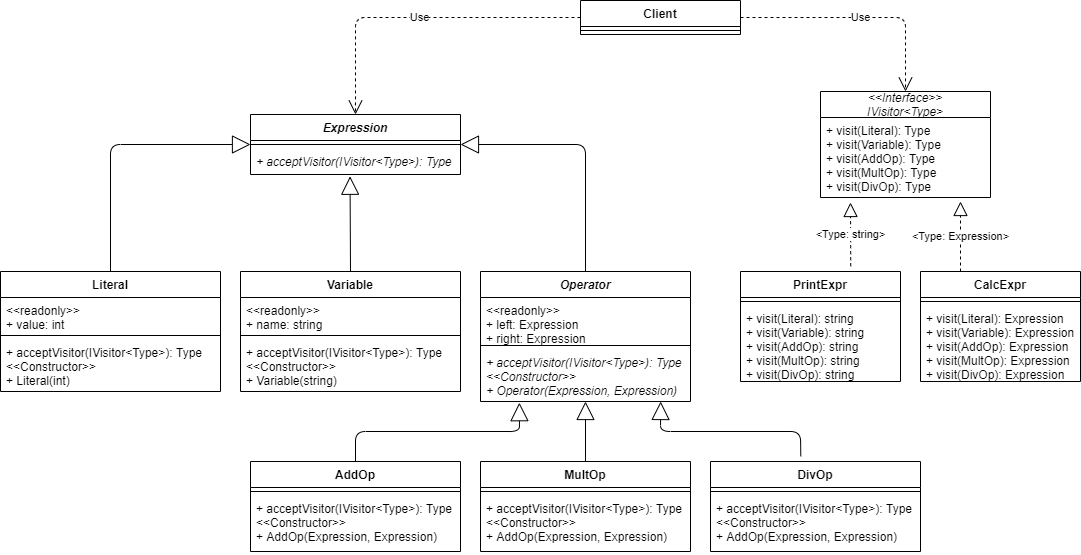 Client
Use
Use
Expression
+ acceptVisitor(IVisitor<Type>): Type
<<Interface>>
IVisitor<Type>
+ visit(Literal): Type
+ visit(Variable): Type
+ visit(AddOp): Type
+ visit(MultOp): Type
+ visit(DivOp): Type
<Type: string>
<Type: Expression>
Literal
<<readonly>>
+ value: int
+ acceptVisitor(IVisitor<Type>): Type
<<Constructor>>
+ Literal(int)
Variable
<<readonly>>
+ name: string
+ acceptVisitor(IVisitor<Type>): Type
<<Constructor>>
+ Variable(string)
Operator
<<readonly>>
+ left: Expression
+ right: Expression
+ acceptVisitor(IVisitor<Type>): Type
<<Constructor>>
+ Operator(Expression, Expression)
PrintExpr
+ visit(Literal): string
+ visit(Variable): string
+ visit(AddOp): string
+ visit(MultOp): string
+ visit(DivOp): string
CalcExpr
+ visit(Literal): Expression
+ visit(Variable): Expression
+ visit(AddOp): Expression
+ visit(MultOp): Expression
+ visit(DivOp): Expression
AddOp
+ acceptVisitor(IVisitor<Type>): Type
<<Constructor>>
+ AddOp(Expression, Expression)
MultOp
+ acceptVisitor(IVisitor<Type>): Type
<<Constructor>>
+ AddOp(Expression, Expression)
DivOp
+ acceptVisitor(IVisitor<Type>): Type
<<Constructor>>
+ AddOp(Expression, Expression)